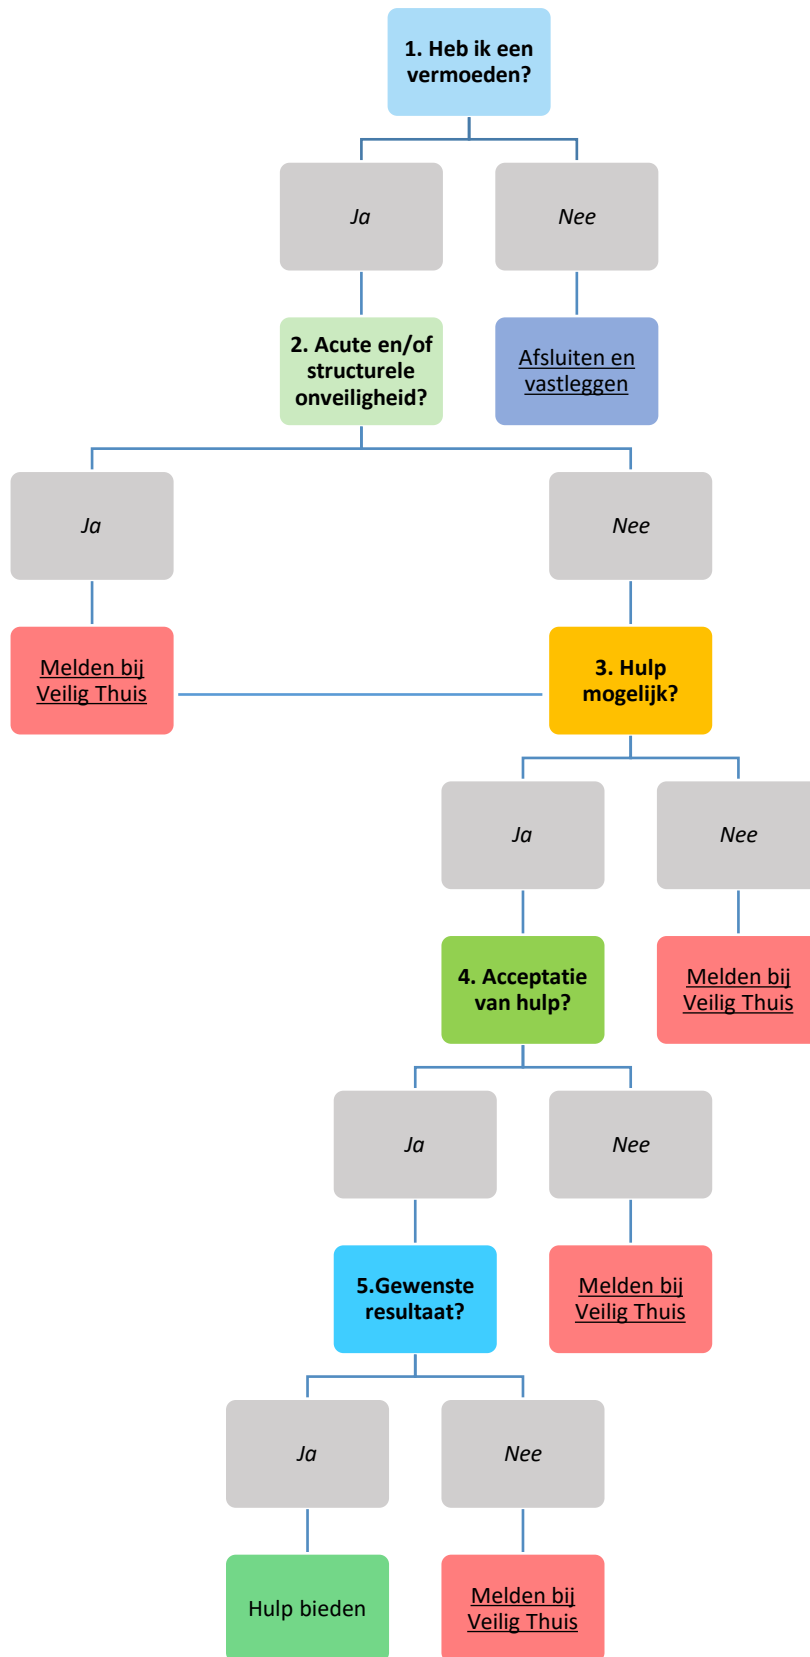 1. Heb ik een
vermoeden?
Ja
Nee
2. Acute en/of
structurele
onveiligheid?
Afsluiten en
vastleggen
Ja
Nee
Melden bij
Veilig Thuis
3. Hulp
mogelijk?
Ja
Nee
4. Acceptatie
van hulp?
Melden bij
Veilig Thuis
Ja
Nee
5.Gewenste
resultaat?
Melden bij
Veilig Thuis
Ja
Nee
Hulp bieden
Melden bij
Veilig Thuis